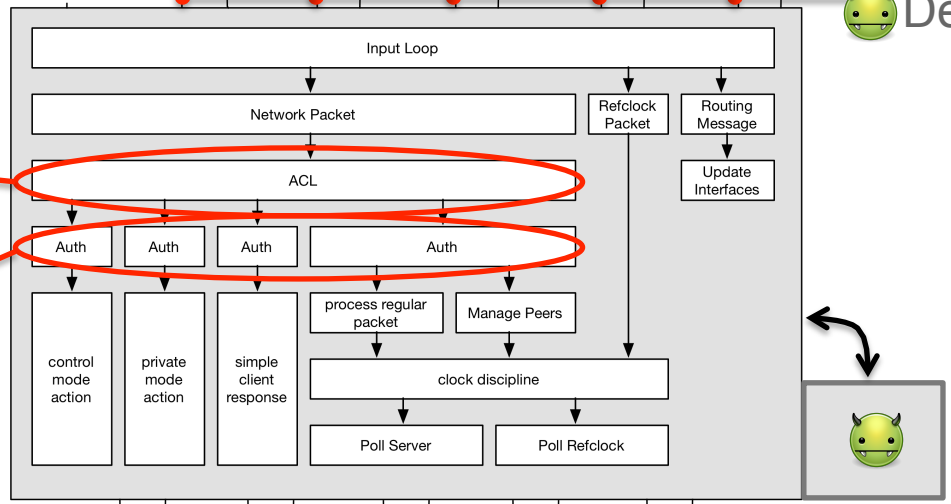 De
Input Loop
Network Packet
Refclock
Packet
Routing
Message
ACL
Update
Interfaces
Auth
Auth
Auth
Auth
control
mode
action
private
mode
action
simple
client
response
process regular
packet
Manage Peers
clock discipline
Poll Server
Poll Refclock